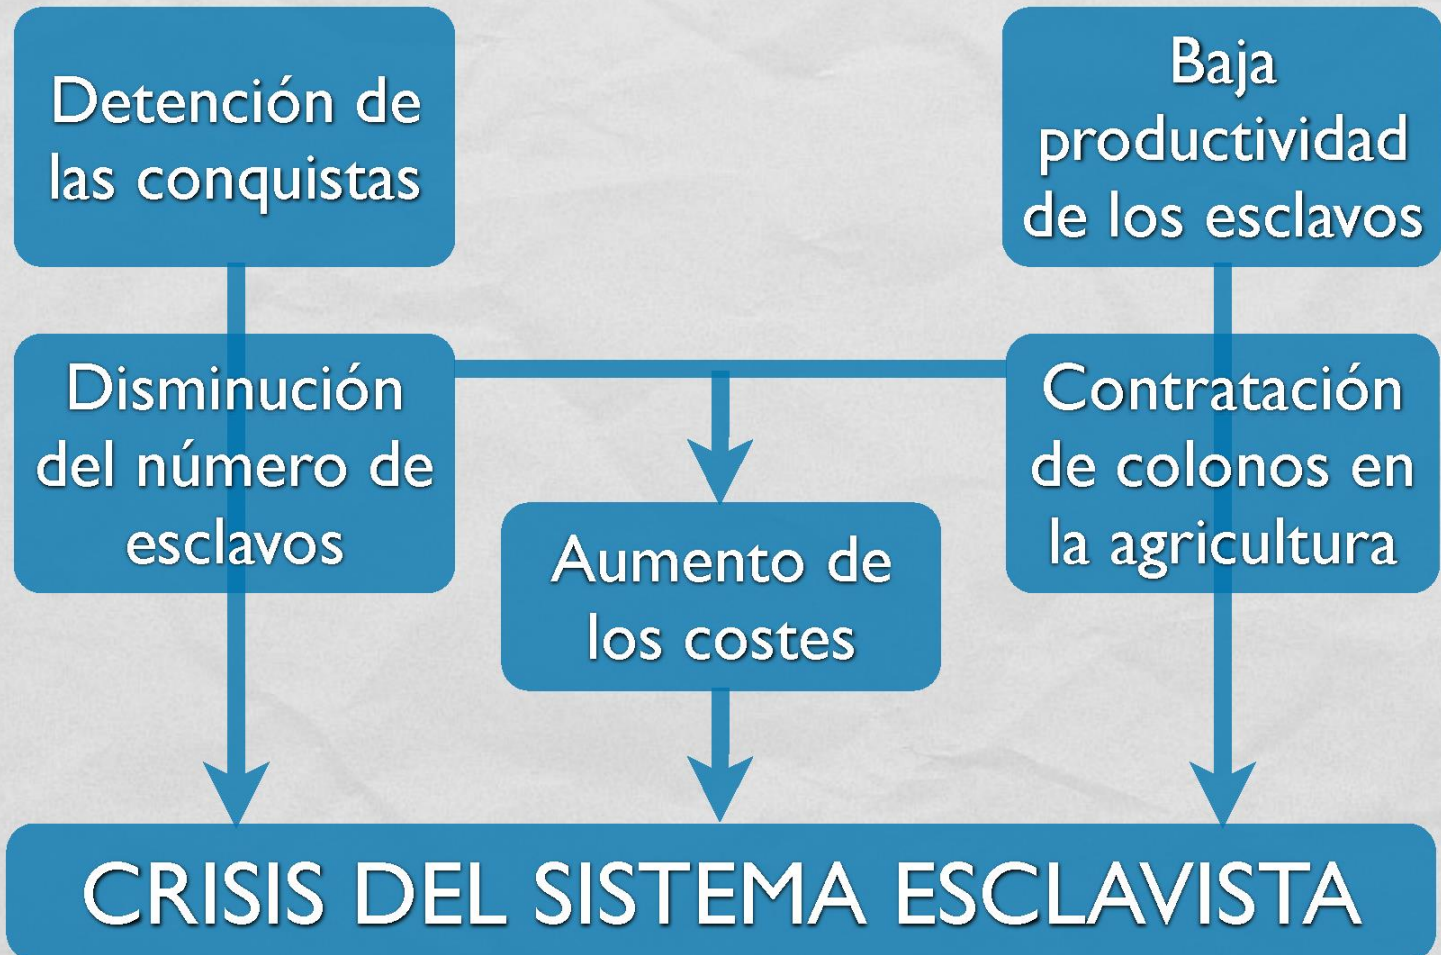 Detención de
las conquistas
Baja
productividad
de los esclavos
Disminución
del número de
esclavos
Contratación
de colonos en
la agricultura
Aumento de
los costes
CRISIS DEL SISTEMA ESCLAVISTA